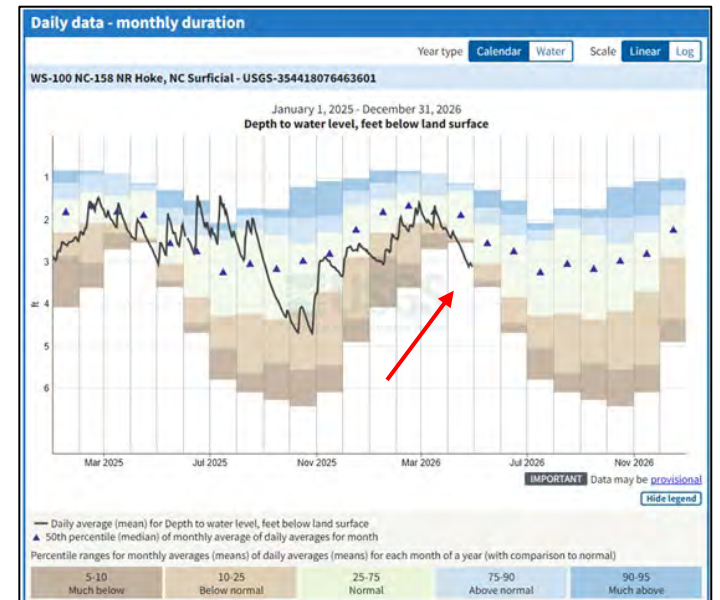 Daily data - monthly duration
Year type Calendar Water Scale Linear Log
WS-100 NC-158 NR Hoke, NC Surficial - USGS-354418076463601
January 1, 2025 - December 31, 2026
Depth to water level, feet below land surface
1
2
3
ft 4
5
6
USGS
Mar 2025 Jul 2025 Nov 2025 Mar 2026 Jul 2026 Nov 2026
IMPORTANT Data may be provisional
Hide legend
Daily average (mean) for Depth to water level, feet below land surface
50th percentile (median) of monthly average of daily averages for month
Percentile ranges for monthly averages (means) of daily averages (means) for each month of a year (with comparison to normal)
5-10 10-25 25-75 75-90 90-95
Much below Below normal Normal Above normal Much above